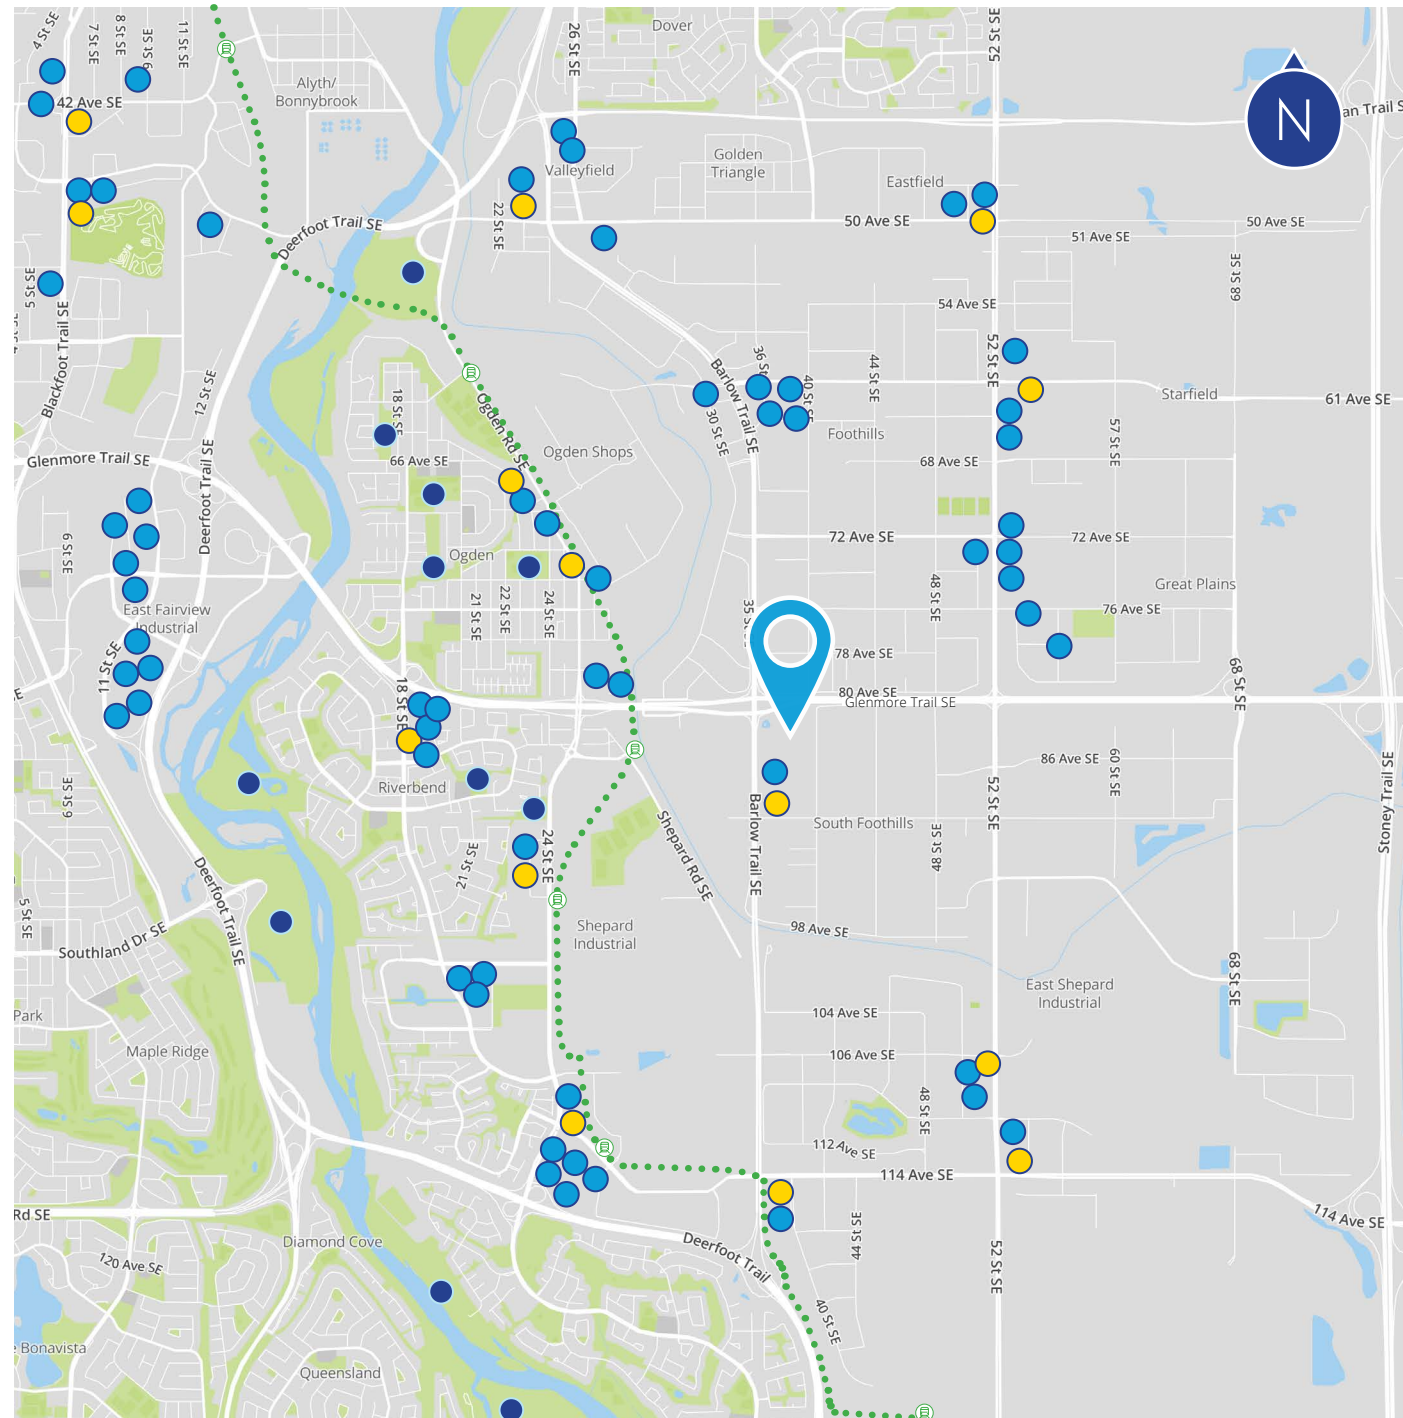 4 St SE
7 St SE
8 St SE
9 St SE
11 St SE
26 St SE
Dover
52 St SE
Alyth/
Bonnybrook
42 Ave SE
N
an Trail S
Valleyfield
Golden
Triangle
Eastfield
22 St SE
Deerfoot Trail SE
50 Ave SE
50 Ave SE
51 Ave SE
5 St SE
68 St SE
54 Ave SE
Blackfoot Trail SE
12 St SE
18 St SE
Ogden Rd SE
Barlow Trail SE
36 St
40 St SE
44 St SE
52 St SE
Starfield
61 Ave SE
30 St SE
Foothills
57 St SE
Glenmore Trail SE
Deerfoot Trail SE
66 Ave SE
Ogden Shops
68 Ave SE
6 St SE
72 Ave SE
72 Ave SE
Ogden
48 St SE
Great Plains
21 St SE
22 St SE
24 St SE
76 Ave SE
East Fairview
Industrial
35 S
78 Ave SE
11 St SE
68 St SE
80 Ave SE
Glenmore Trail SE
E
18 St SE
86 Ave SE
60 St SE
6 St SE
Riverbend
52 St SE
Stoney Trail SE
Barlow Trail SE
South Foothills
Shepard Rd SE
48 St SE
21 St SE
24 St SE
Deerfoot Trail SE
5 St SE
Southland Dr SE
Shepard
Industrial
98 Ave SE
68 St SE
East Shepard
Industrial
Park
104 Ave SE
Maple Ridge
106 Ave SE
48 St SE
112 Ave SE
114 Ave SE
Rd SE
114 Ave SE
Diamond Cove
Deerfoot Trail
44 St SE
52 St SE
120 Ave SE
40 St SE
Bonavista
Queensland